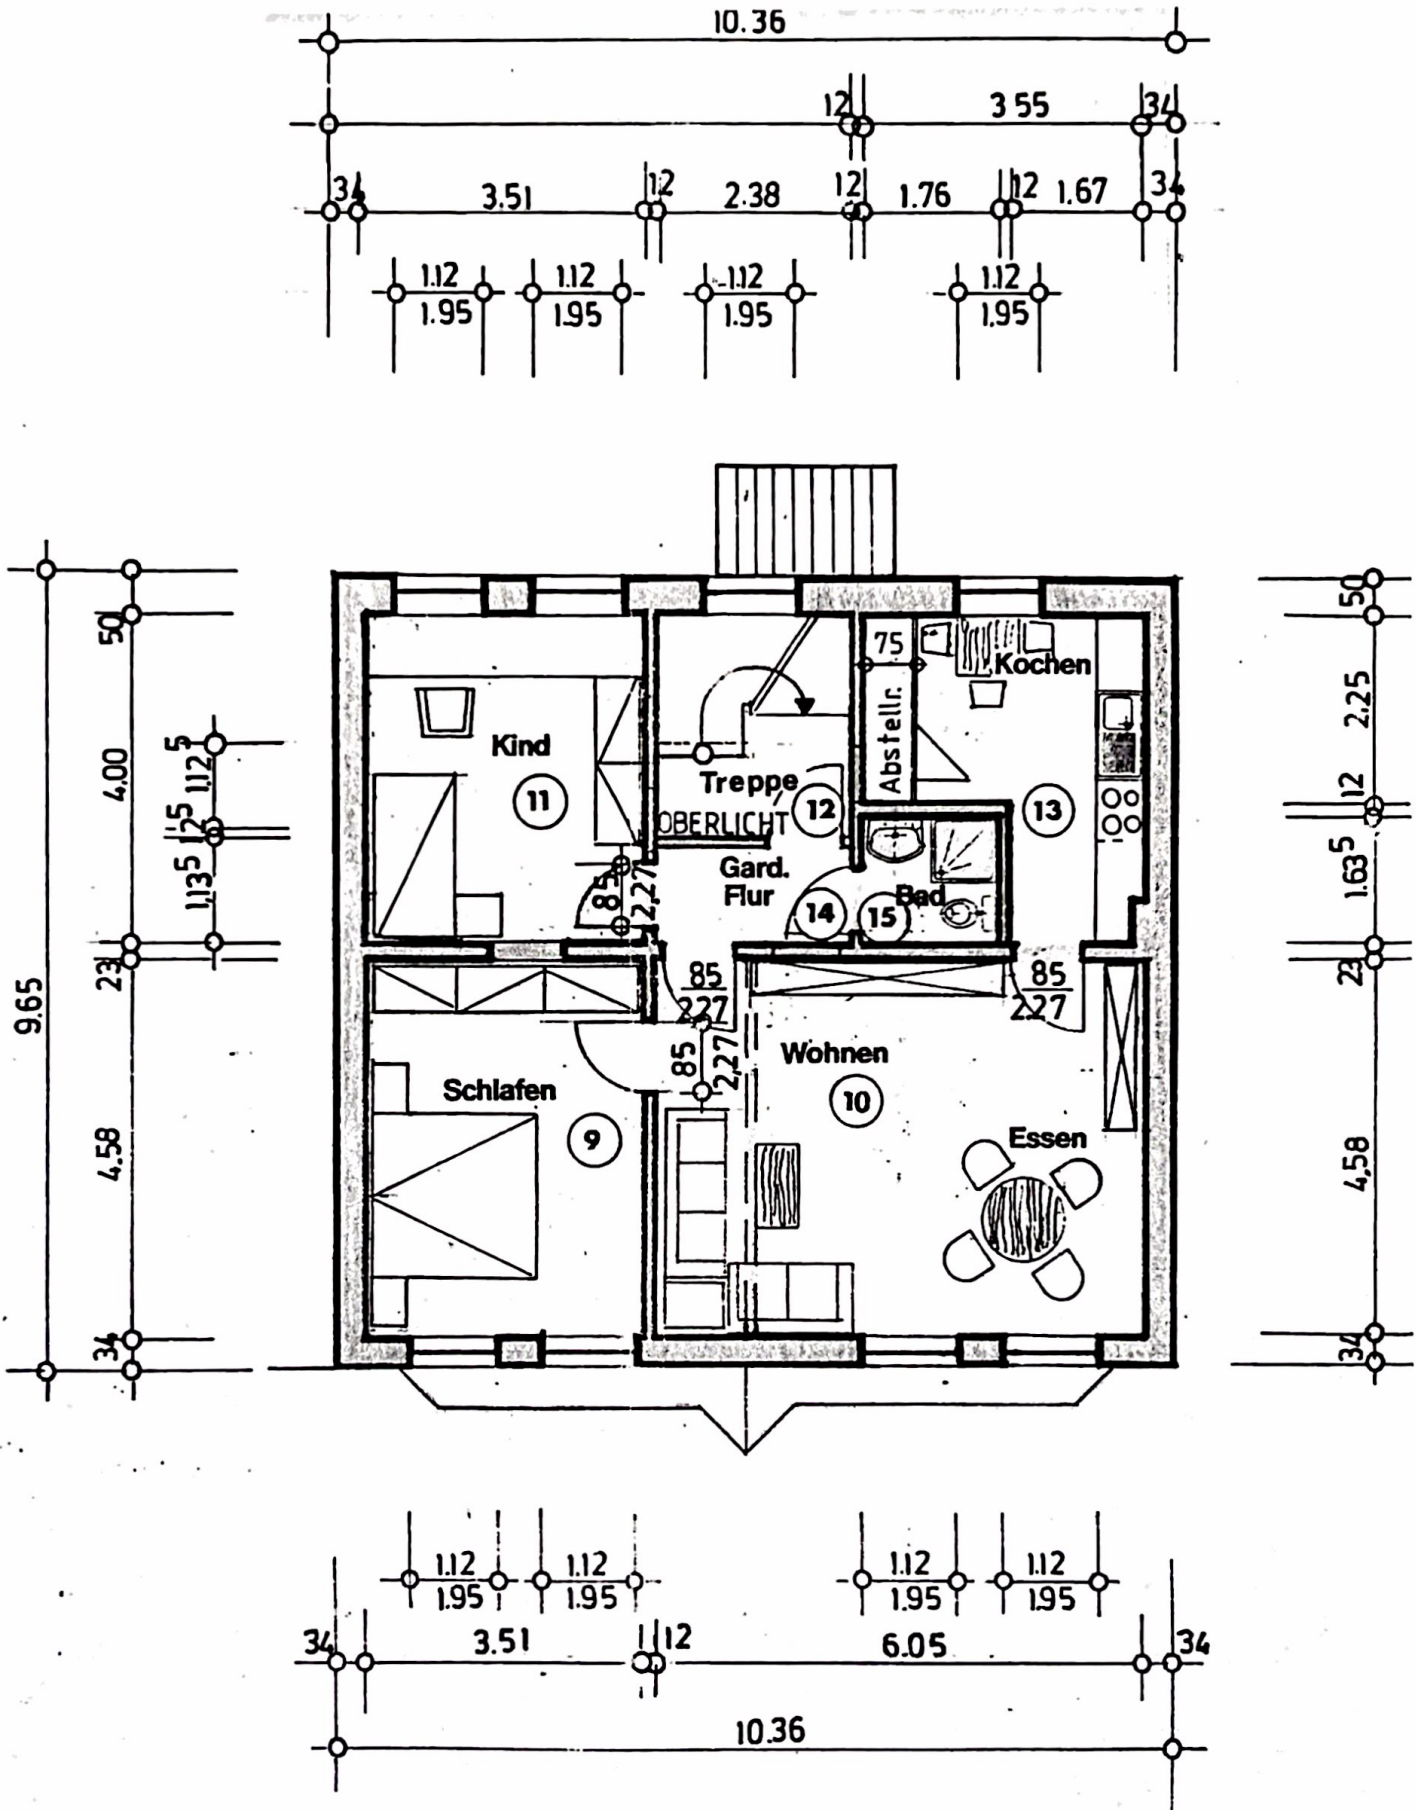 10.36
12 3 55 34
34 3.51 12 2.38 12 1.76 12 1.67 34
1.12 1.12 1.12 1.12
1.95 1.95 1.95 1.95
50 50
75
Kochen
Abstellr.
2.25
Kind
4.00
1.12 5
11
Treppe
12
13
12
OBERLICHT
12 5
Gard.
Flur
85
2,27
1,13 5
1.63 5
14
15
Bad
23 23
85 85
2.27 2.27
9.65
85
2,27
Wohnen
Schlafen
10
9
Essen
4.58 4,58
34 34
1.12 1.12 1.12 1.12
1.95 1.95 1.95 1.95
34 3.51 12 6.05 34
10.36